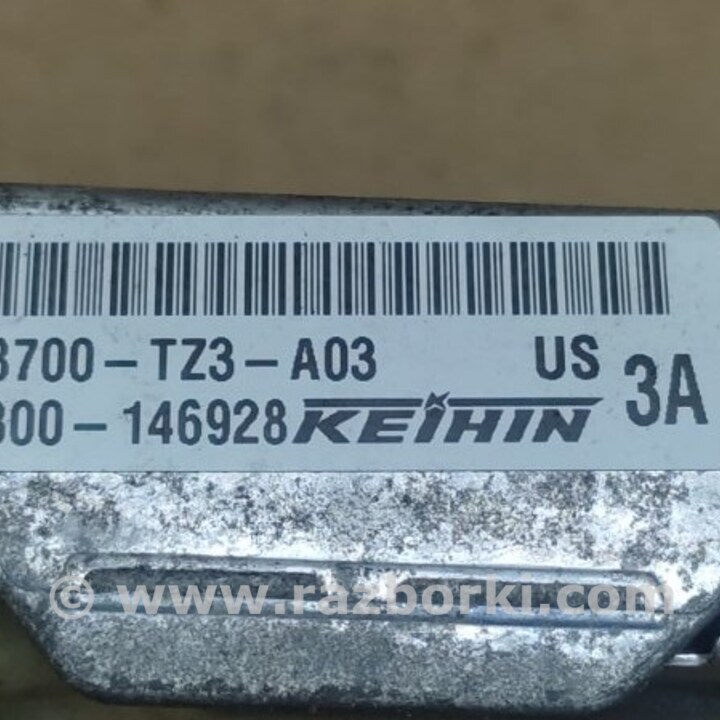 3700-TZ3-A03 US 3A
300-146928 KEIHIN
© www.razborki.com